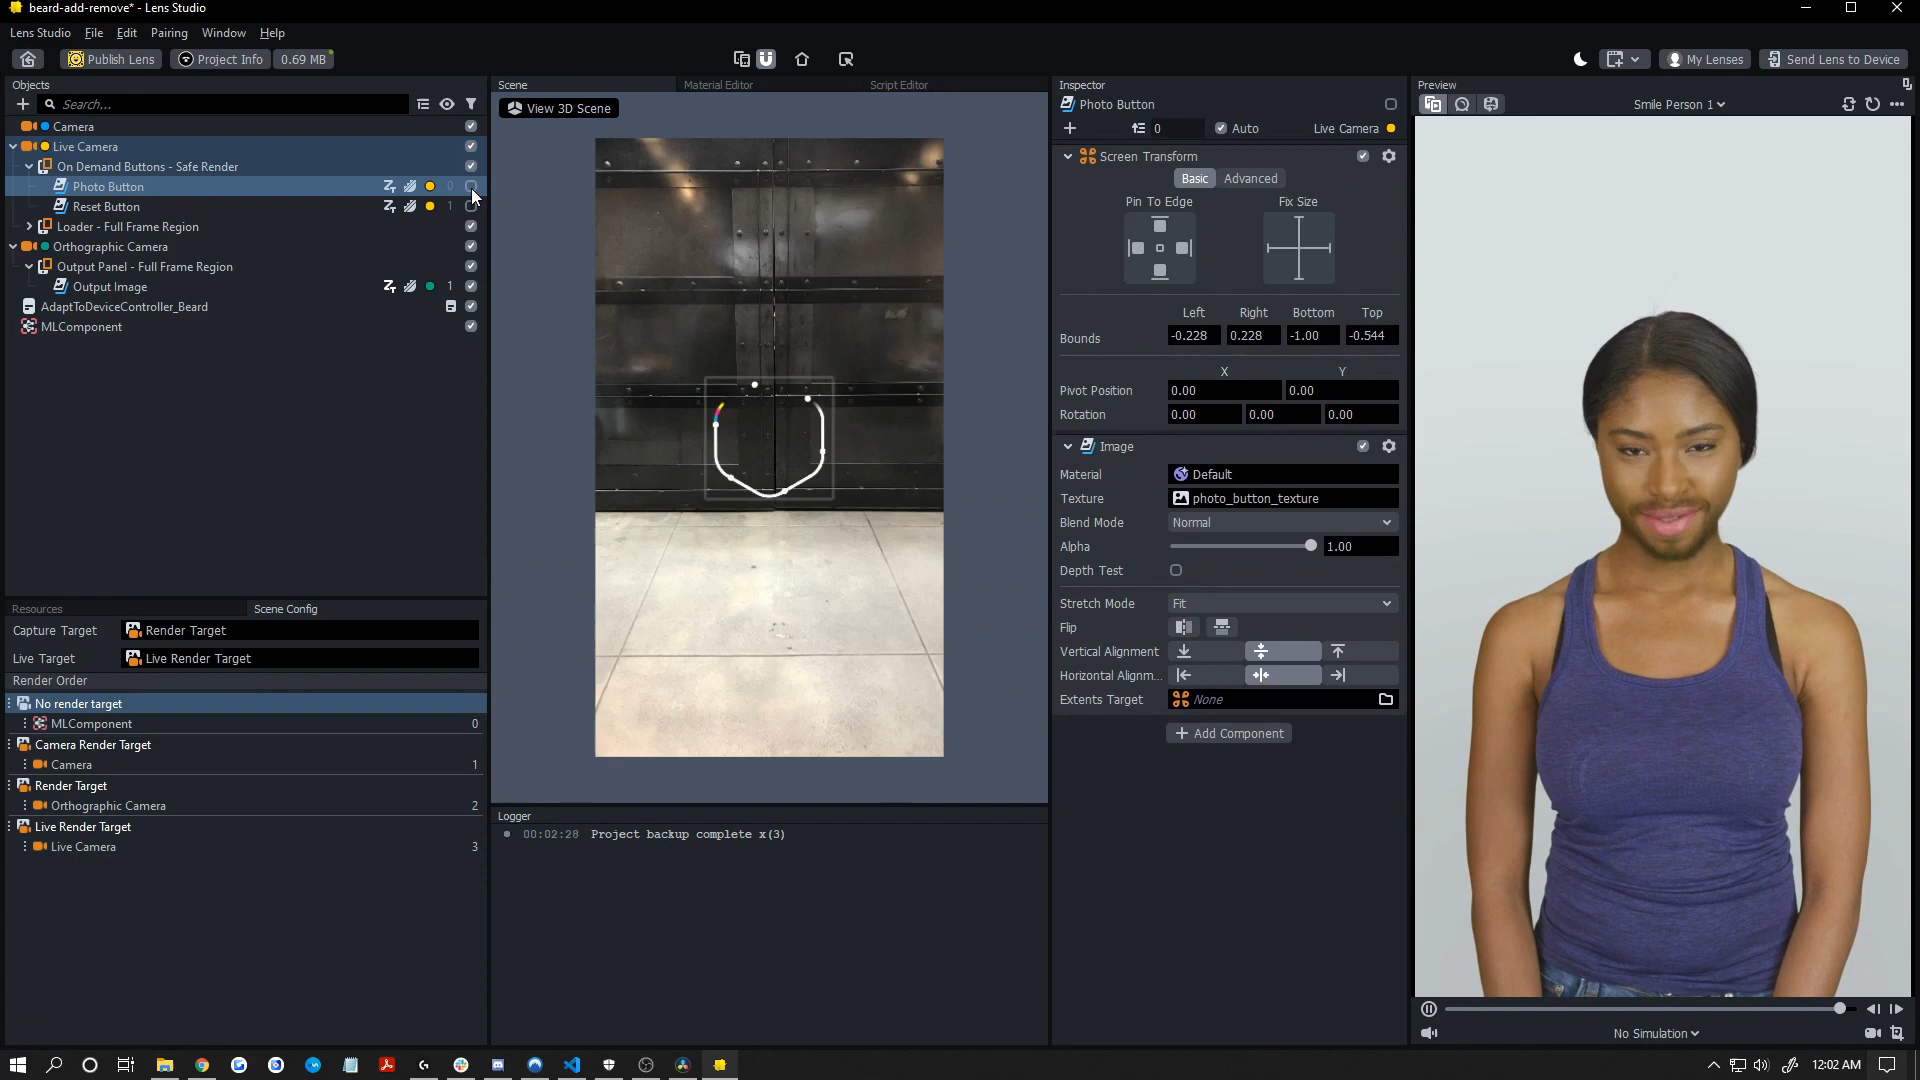 beard-add-remove* - Lens Studio
Lens Studio File Edit Pairing Window Help
Publish Lens Project Info 0.69 MB My Lenses Send Lens to Device
Objects
Search...
Camera
Live Camera
On Demand Buttons - Safe Render
Photo Button 0
Reset Button 1
Loader - Full Frame Region
Orthographic Camera
Output Panel - Full Frame Region
Output Image 1
AdaptToDeviceController_Beard
MLComponent
Resources Scene Config
Capture Target Render Target
Live Target Live Render Target
Render Order
No render target
MLComponent 0
Camera Render Target
Camera 1
Render Target
Orthographic Camera 2
Live Render Target
Live Camera 3
Scene Material Editor Script Editor
View 3D Scene
Logger
00:02:28 Project backup complete x(3)
Inspector
Photo Button
0 Auto Live Camera
Screen Transform
Basic Advanced
Pin To Edge Fix Size
Left Right Bottom Top
Bounds -0.228 0.228 -1.00 -0.544
X Y
Pivot Position 0.00 0.00
Rotation 0.00 0.00 0.00
Image
Material Default
Texture photo_button_texture
Blend Mode Normal
Alpha 1.00
Depth Test
Stretch Mode Fit
Flip
Vertical Alignment
Horizontal Alignm...
Extents Target None
+ Add Component
Preview
Smile Person 1
No Simulation
12:02 AM